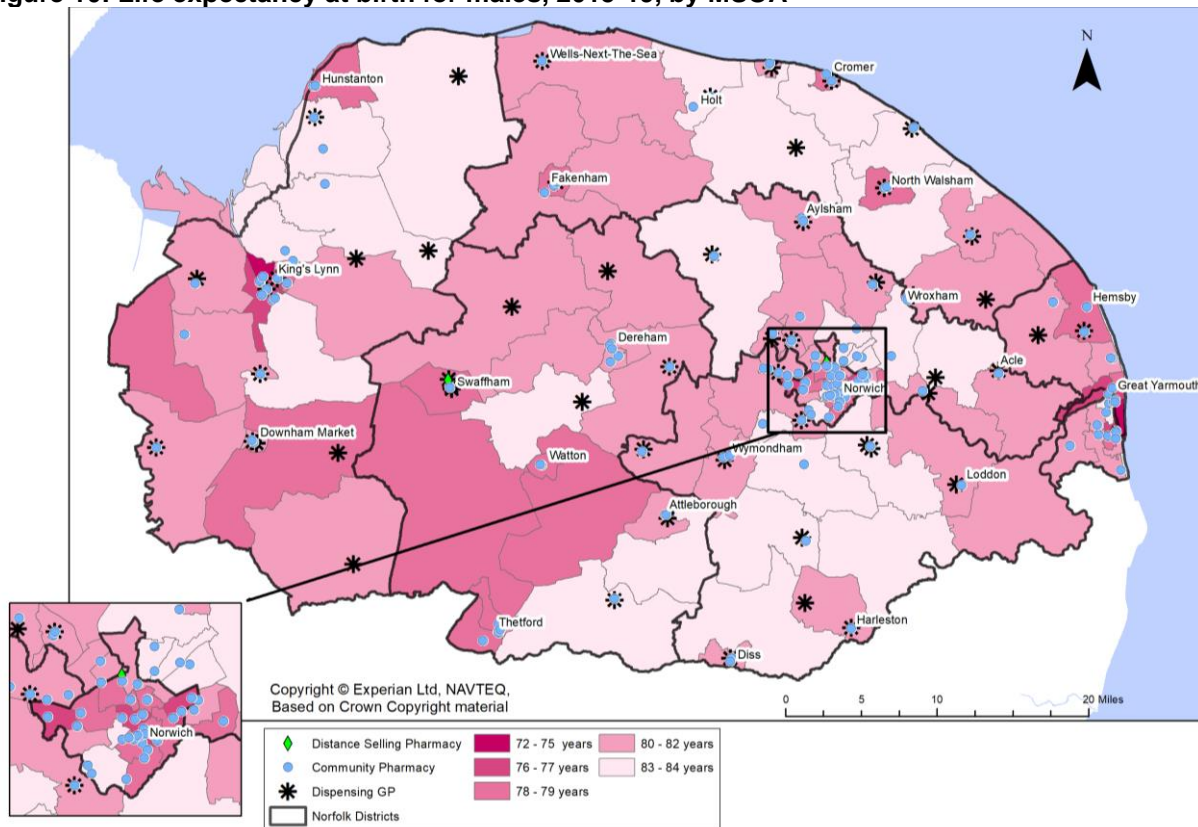 Figure 10: Life expectancy at birth for males, 2013-15, by MSOA
N
Wells-Next-The-Sea
Cromer
Hunstanton
Holt
Fakenham
North Walsham
Aylsham
King's Lynn
Wroxham
Hemsby
Dereham
Acle
Swaffham
Norwich
Great Yarmouth
Downham Market
Watton
Wymondham
Loddon
Attleborough
Thetford
Harleston
Diss
Norwich
Copyright © Experian Ltd, NAVTEQ,
Based on Crown Copyright material
0 5 10 20 Miles
Distance Selling Pharmacy
Community Pharmacy
Dispensing GP
Norfolk Districts
72 - 75 years
76 - 77 years
78 - 79 years
80 - 82 years
83 - 84 years